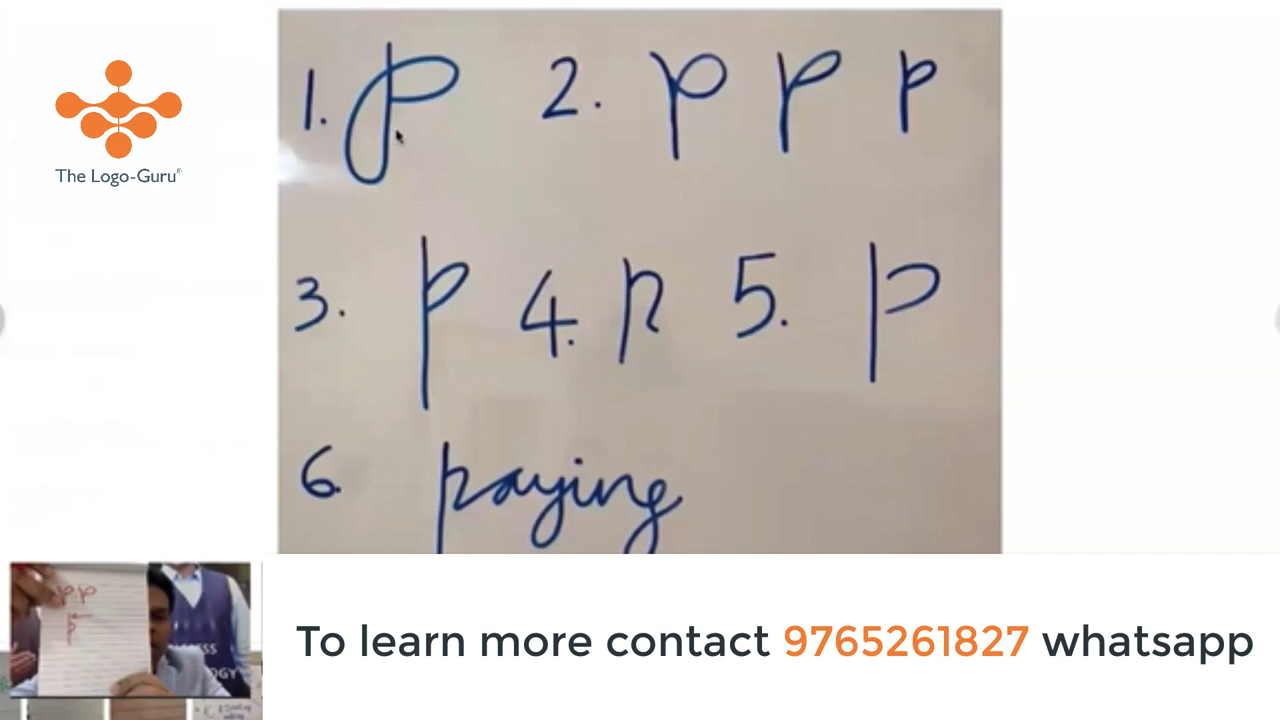 The Logo-Guru®
1. p 2. p p p
3. p 4. p 5. p
6. paying
To learn more contact 9765261827 whatsapp